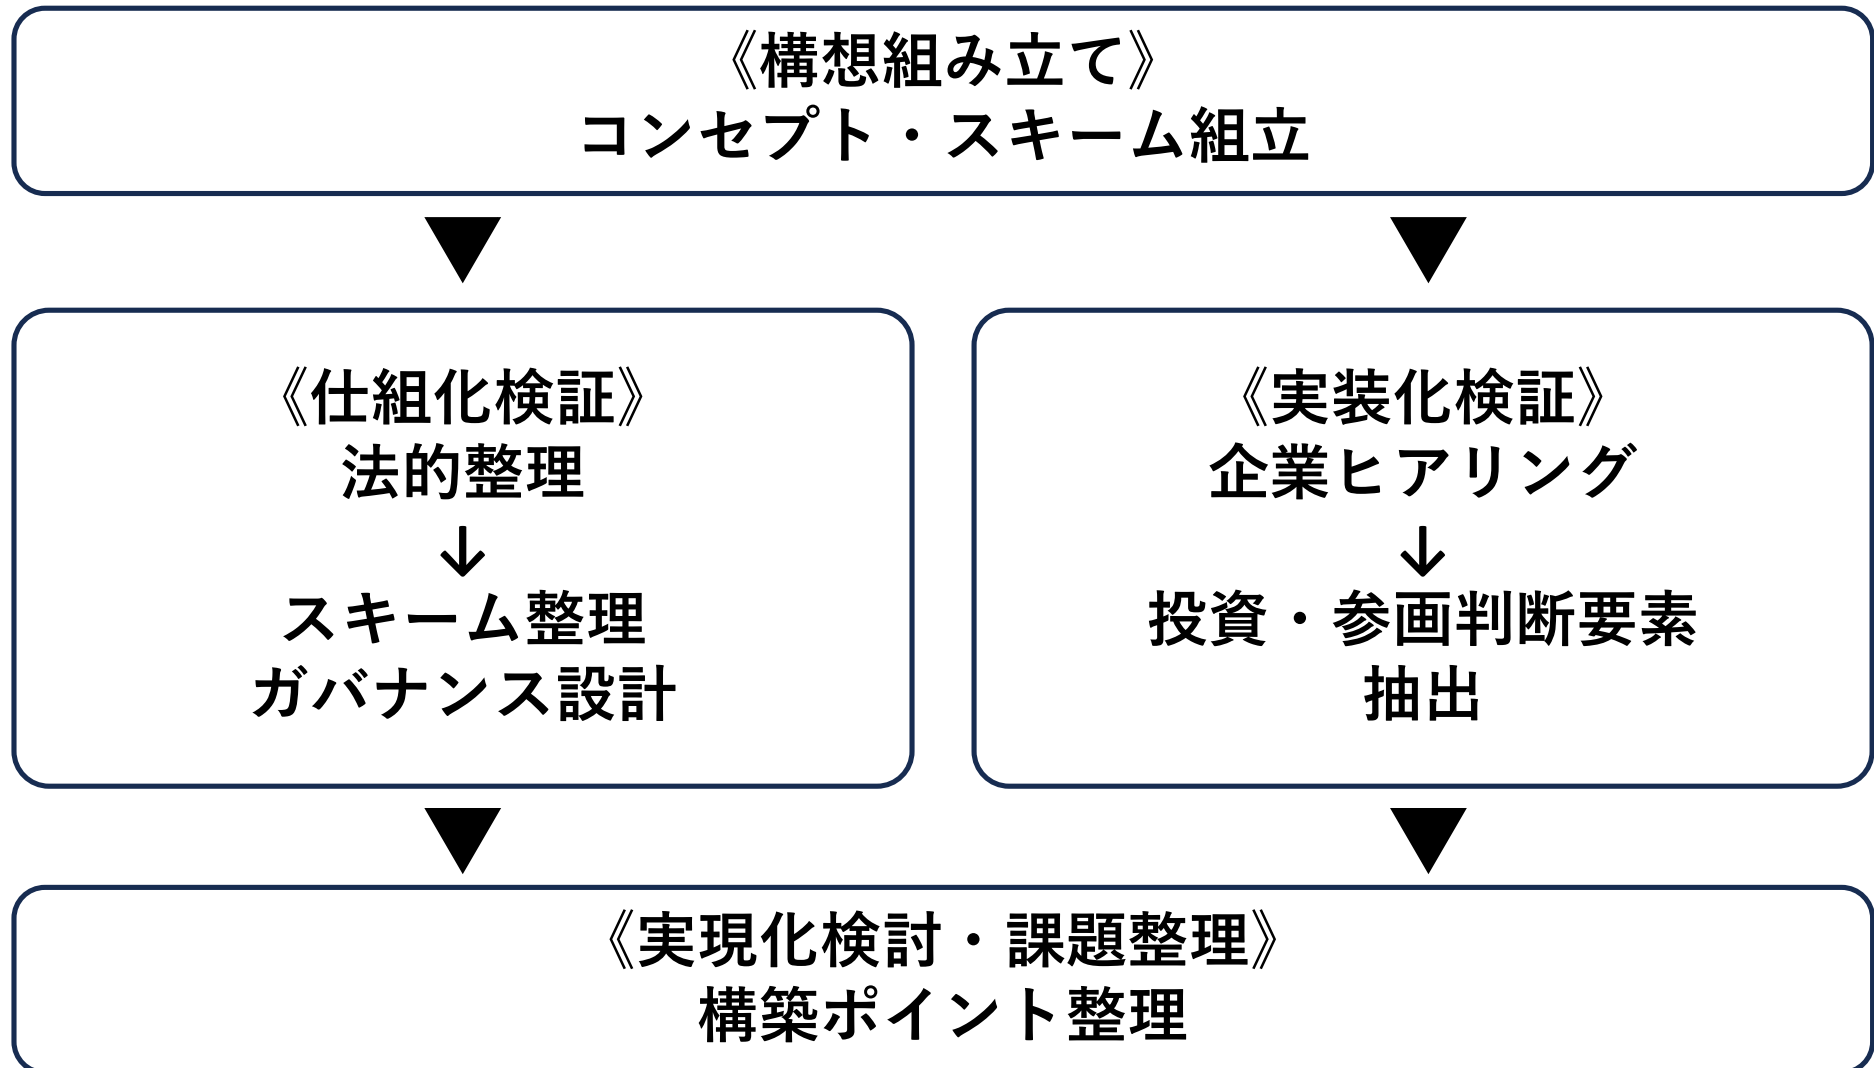 《構想組み立て》
コンセプト・スキーム組立
《仕組化検証》
法的整理
↓
スキーム整理
ガバナンス設計
《実装化検証》
企業ヒアリング
↓
投資・参画判断要素
抽出
《実現化検討・課題整理》
構築ポイント整理